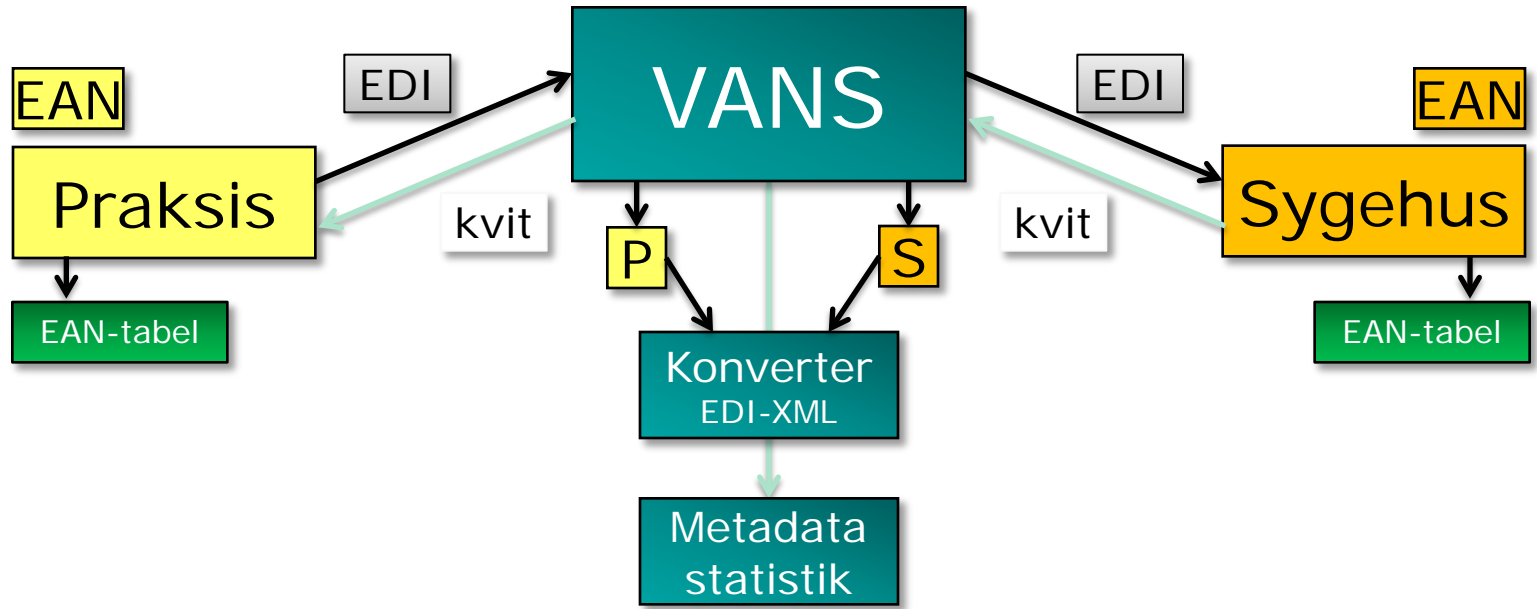 VANS
EDI
EDI
EAN
EAN
Praksis
Sygehus
kvit
kvit
P
S
EAN-tabel
EAN-tabel
Konverter
EDI-XML
Metadata
statistik